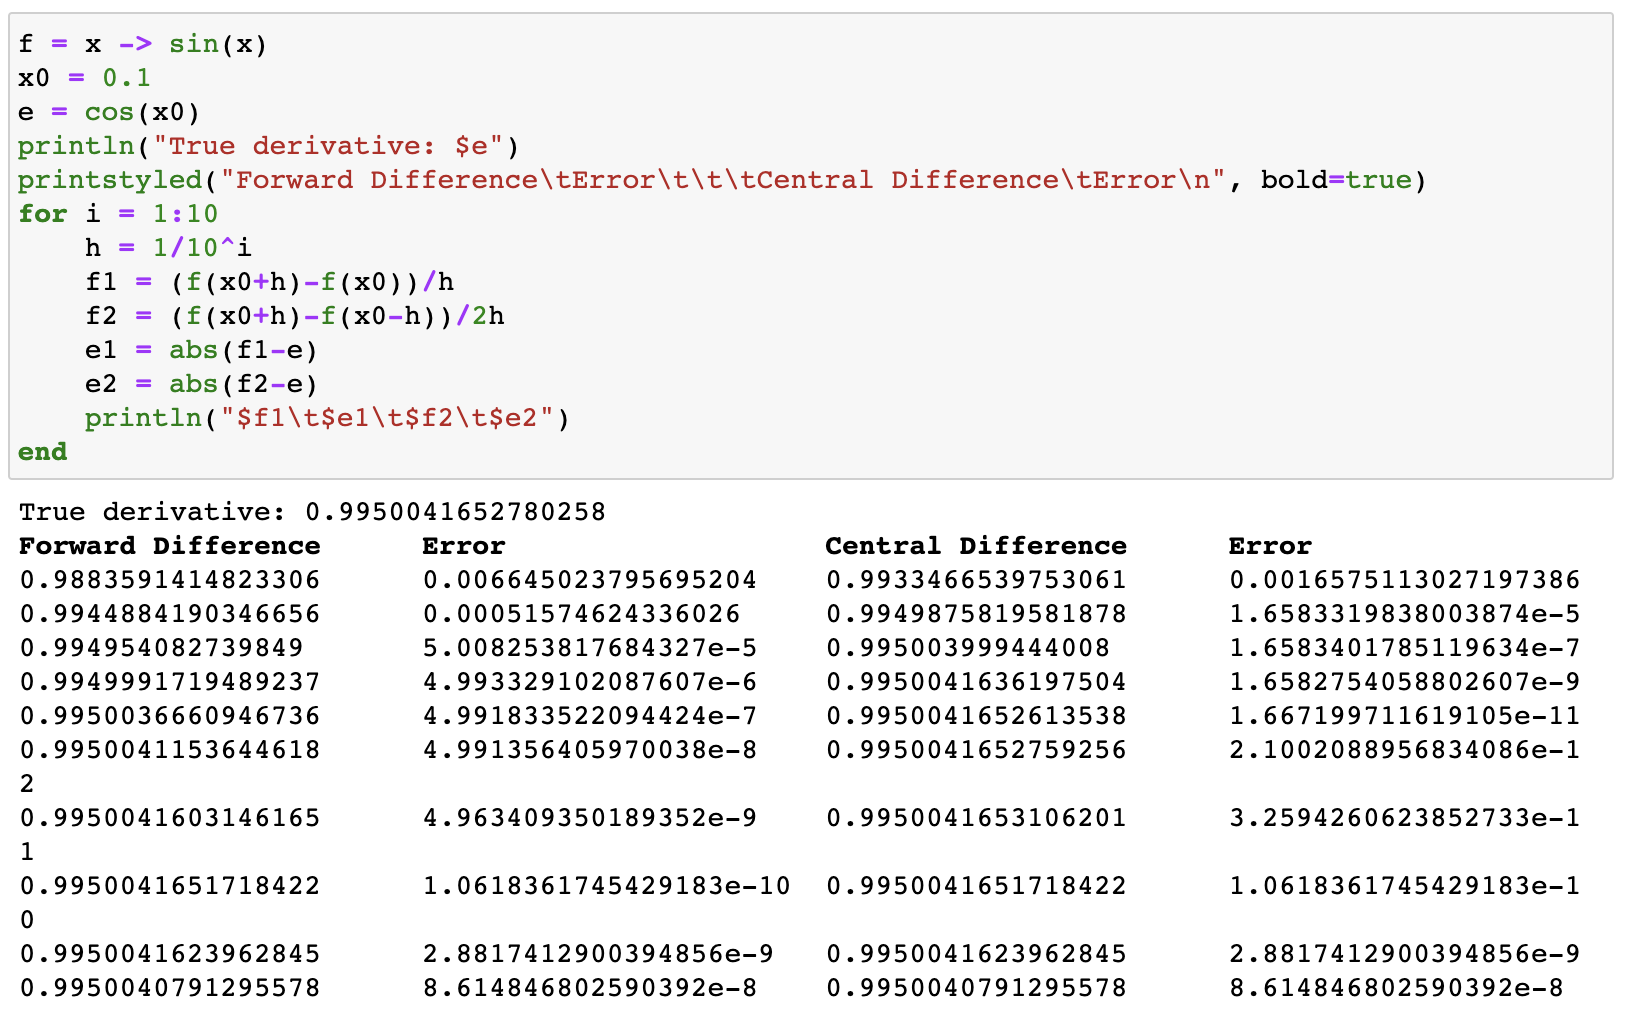 f = x -> sin(x)
x0 = 0.1
e = cos(x0)
println("True derivative: $e")
printstyled("Forward Difference\tError\t\t\tCentral Difference\tError\n", bold=true)
for i = 1:10
    h = 1/10^i
    f1 = (f(x0+h)-f(x0))/h
    f2 = (f(x0+h)-f(x0-h))/2h
    e1 = abs(f1-e)
    e2 = abs(f2-e)
    println("$f1\t$e1\t$f2\t$e2")
end
True derivative: 0.9950041652780258
Forward Difference	Error	Central Difference	Error
0.9883591414823306	0.006645023795695204	0.9933466539753061	0.0016575113027197386
0.9944884190346656	0.00051574624336026	0.9949875819581878	1.6583319838003874e-5
0.994954082739849	5.008253817684327e-5	0.995003999444008	1.6583401785119634e-7
0.9949991719489237	4.993329102087607e-6	0.9950041636197504	1.6582754058802607e-9
0.9950036660946736	4.991833522094424e-7	0.9950041652613538	1.667199711619105e-11
0.9950041153644618	4.991356405970038e-8	0.9950041652759256	2.1002088956834086e-1
2
0.9950041603146165	4.963409350189352e-9	0.9950041653106201	3.2594260623852733e-1
1
0.9950041651718422	1.0618361745429183e-10	0.9950041651718422	1.0618361745429183e-1
0
0.9950041623962845	2.8817412900394856e-9	0.9950041623962845	2.8817412900394856e-9
0.9950040791295578	8.614846802590392e-8	0.9950040791295578	8.614846802590392e-8